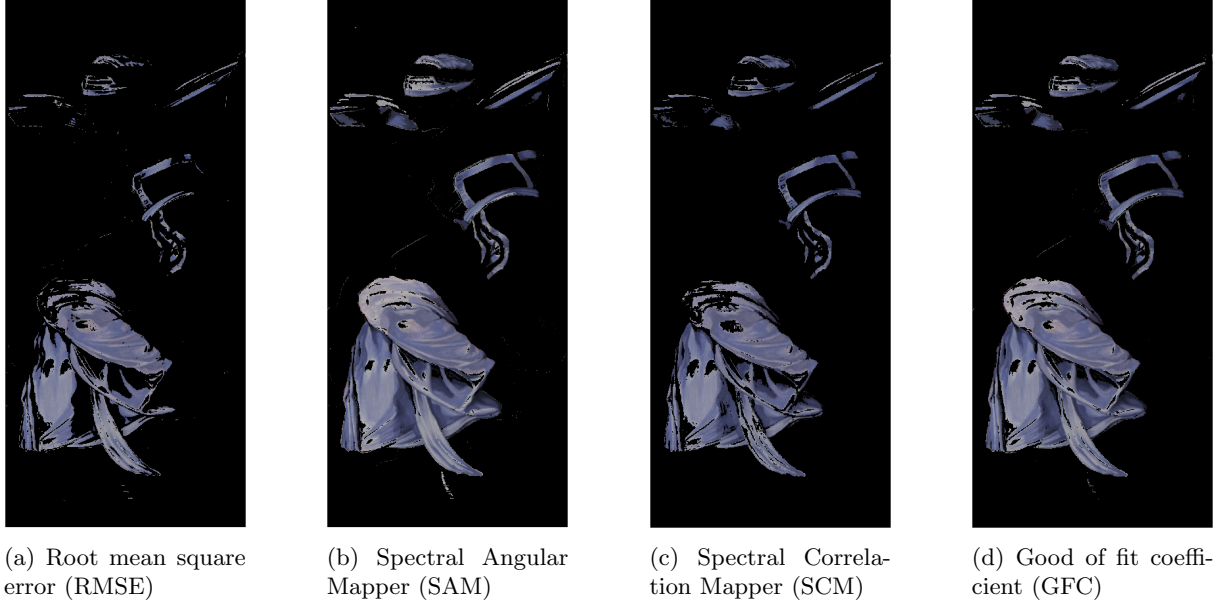 (a) Root mean square
error (RMSE)
(b) Spectral Angular
Mapper (SAM)
(c) Spectral Correla-
tion Mapper (SCM)
(d) Good of fit coeffi-
cient (GFC)